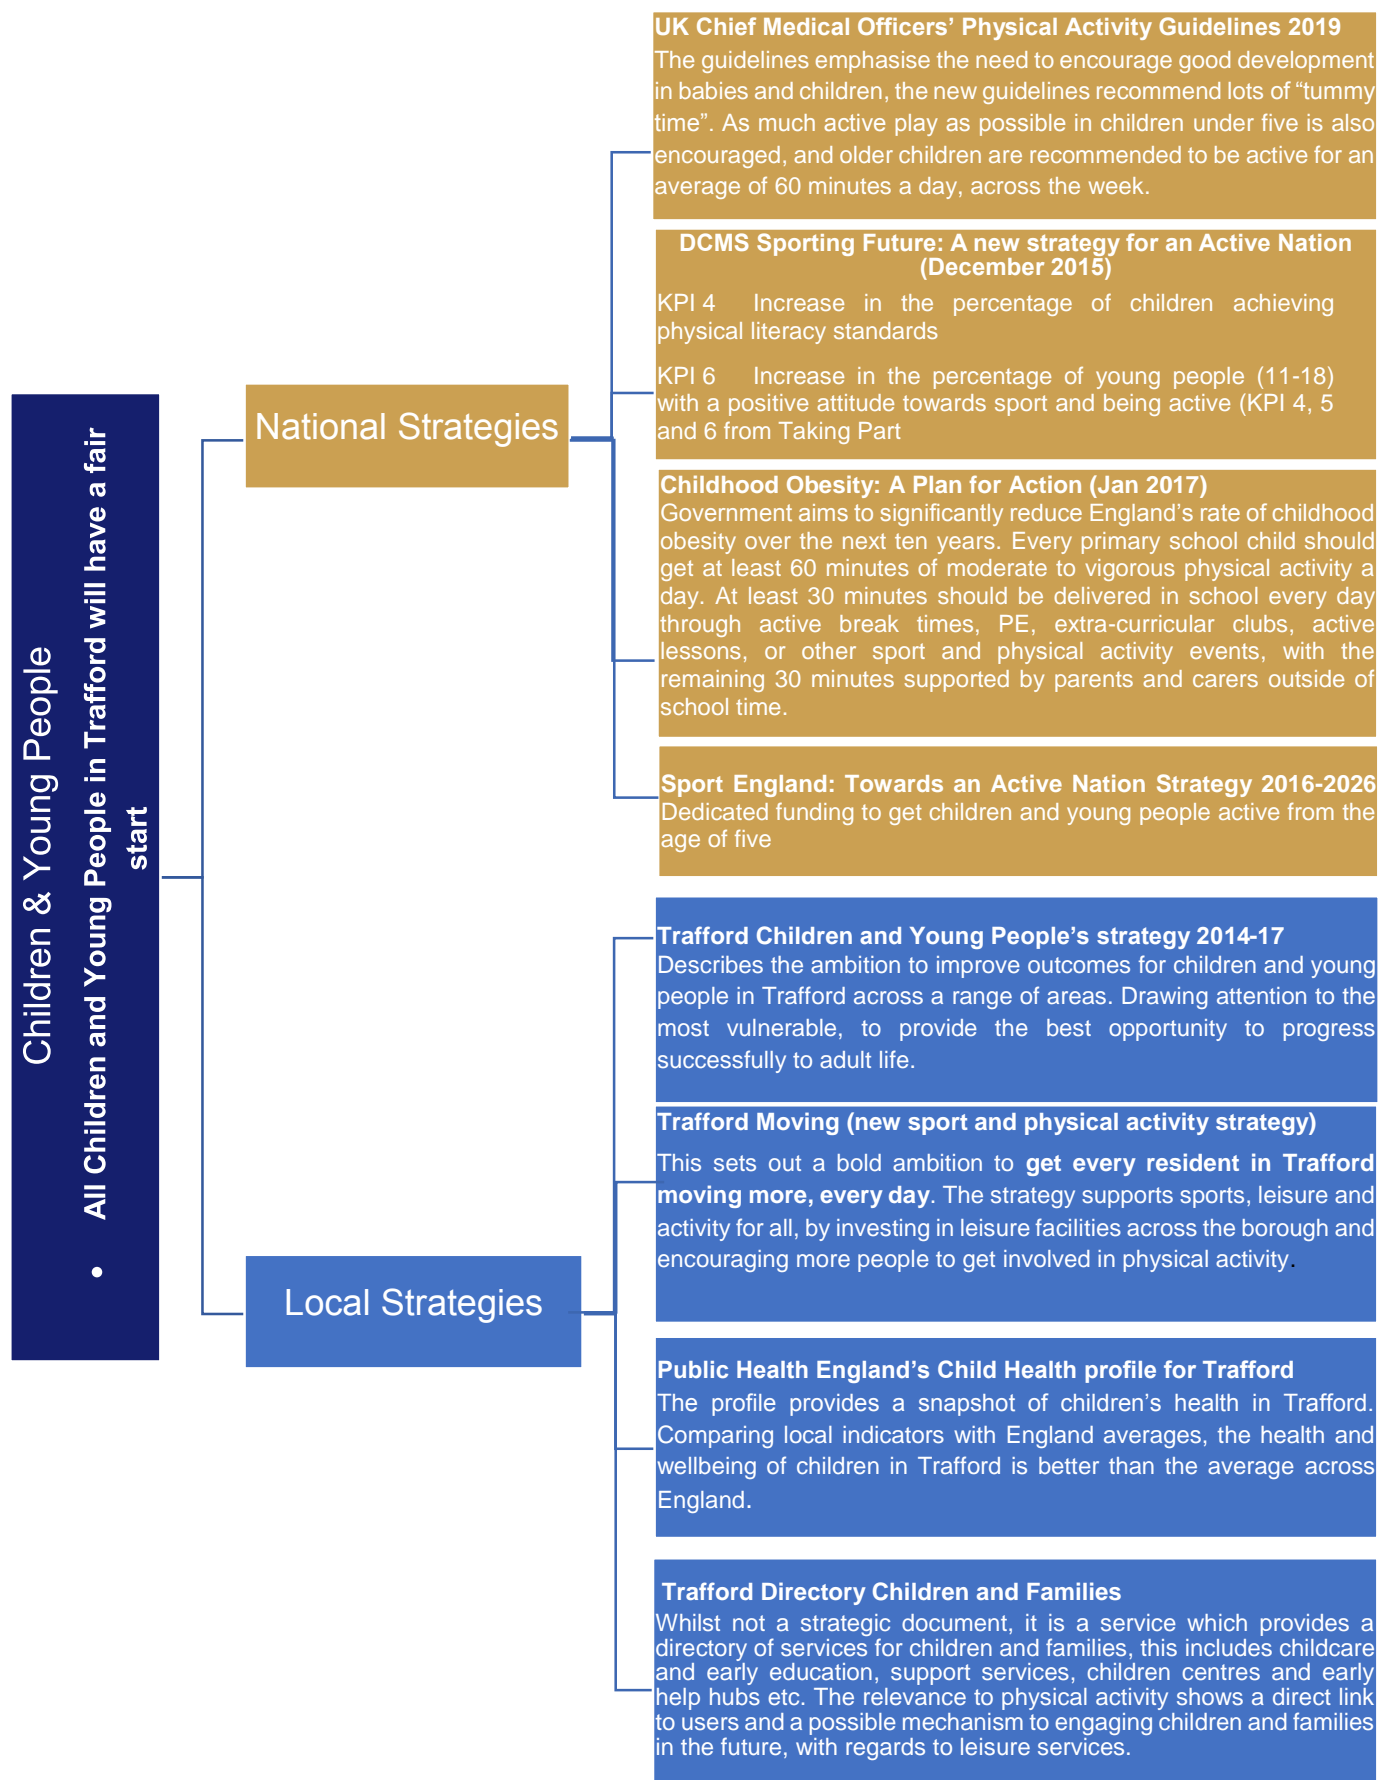 Children & Young People
• All Children and Young People in Trafford will have a fair
start
National Strategies
UK Chief Medical Officers’ Physical Activity Guidelines 2019
The guidelines emphasise the need to encourage good development
in babies and children, the new guidelines recommend lots of “tummy
time”. As much active play as possible in children under five is also
encouraged, and older children are recommended to be active for an
average of 60 minutes a day, across the week.
DCMS Sporting Future: A new strategy for an Active Nation
(December 2015)
KPI 4 Increase in the percentage of children achieving
physical literacy standards
KPI 6 Increase in the percentage of young people (11-18)
with a positive attitude towards sport and being active (KPI 4, 5
and 6 from Taking Part
Childhood Obesity: A Plan for Action (Jan 2017)
Government aims to significantly reduce England’s rate of childhood
obesity over the next ten years. Every primary school child should
get at least 60 minutes of moderate to vigorous physical activity a
day. At least 30 minutes should be delivered in school every day
through active break times, PE, extra-curricular clubs, active
lessons, or other sport and physical activity events, with the
remaining 30 minutes supported by parents and carers outside of
school time.
Sport England: Towards an Active Nation Strategy 2016-2026
Dedicated funding to get children and young people active from the
age of five
Local Strategies
Trafford Children and Young People’s strategy 2014-17
Describes the ambition to improve outcomes for children and young
people in Trafford across a range of areas. Drawing attention to the
most vulnerable, to provide the best opportunity to progress
successfully to adult life.
Trafford Moving (new sport and physical activity strategy)
This sets out a bold ambition to get every resident in Trafford
moving more, every day. The strategy supports sports, leisure and
activity for all, by investing in leisure facilities across the borough and
encouraging more people to get involved in physical activity.
Public Health England’s Child Health profile for Trafford
The profile provides a snapshot of children’s health in Trafford.
Comparing local indicators with England averages, the health and
wellbeing of children in Trafford is better than the average across
England.
Trafford Directory Children and Families
Whilst not a strategic document, it is a service which provides a
directory of services for children and families, this includes childcare
and early education, support services, children centres and early
help hubs etc. The relevance to physical activity shows a direct link
to users and a possible mechanism to engaging children and families
in the future, with regards to leisure services.